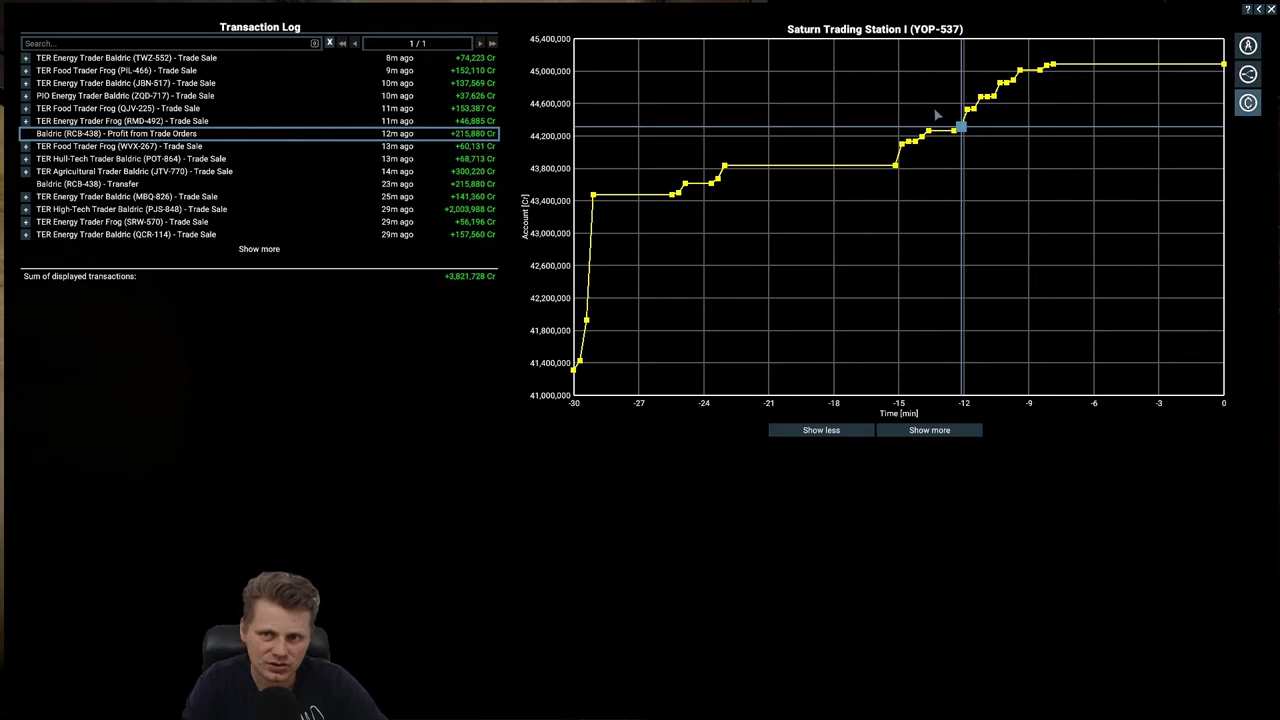 ? < X
Transaction Log
Search...
X
1 / 1
+ TER Energy Trader Baldric (TWZ-552) - Trade Sale 8m ago +74,223 Cr
+ TER Food Trader Frog (PIL-466) - Trade Sale 9m ago +152,110 Cr
+ TER Energy Trader Baldric (JBN-517) - Trade Sale 10m ago +137,569 Cr
+ PIO Energy Trader Baldric (ZQD-717) - Trade Sale 10m ago +37,626 Cr
+ TER Food Trader Frog (QJV-225) - Trade Sale 11m ago +153,387 Cr
+ TER Energy Trader Frog (RMD-492) - Trade Sale 11m ago +46,885 Cr
Baldric (RCB-438) - Profit from Trade Orders 12m ago +215,880 Cr
+ TER Food Trader Frog (WVX-267) - Trade Sale 13m ago +60,131 Cr
+ TER Hull-Tech Trader Baldric (POT-864) - Trade Sale 13m ago +68,713 Cr
+ TER Agricultural Trader Baldric (JTV-770) - Trade Sale 14m ago +300,220 Cr
Baldric (RCB-438) - Transfer 23m ago +215,880 Cr
+ TER Energy Trader Baldric (MBQ-826) - Trade Sale 25m ago +141,360 Cr
+ TER High-Tech Trader Baldric (PJS-848) - Trade Sale 29m ago +2,003,988 Cr
+ TER Energy Trader Frog (SRW-570) - Trade Sale 29m ago +56,196 Cr
+ TER Energy Trader Baldric (QCR-114) - Trade Sale 29m ago +157,560 Cr
Show more
Sum of displayed transactions: +3,821,728 Cr
Saturn Trading Station I (YOP-537)
45,400,000
45,000,000
44,600,000
44,200,000
43,800,000
43,400,000
43,000,000
42,600,000
42,200,000
41,800,000
41,400,000
41,000,000
Account [Cr]
-30 -27 -24 -21 -18 -15 -12 -9 -6 -3 0
Time [min]
Show less Show more